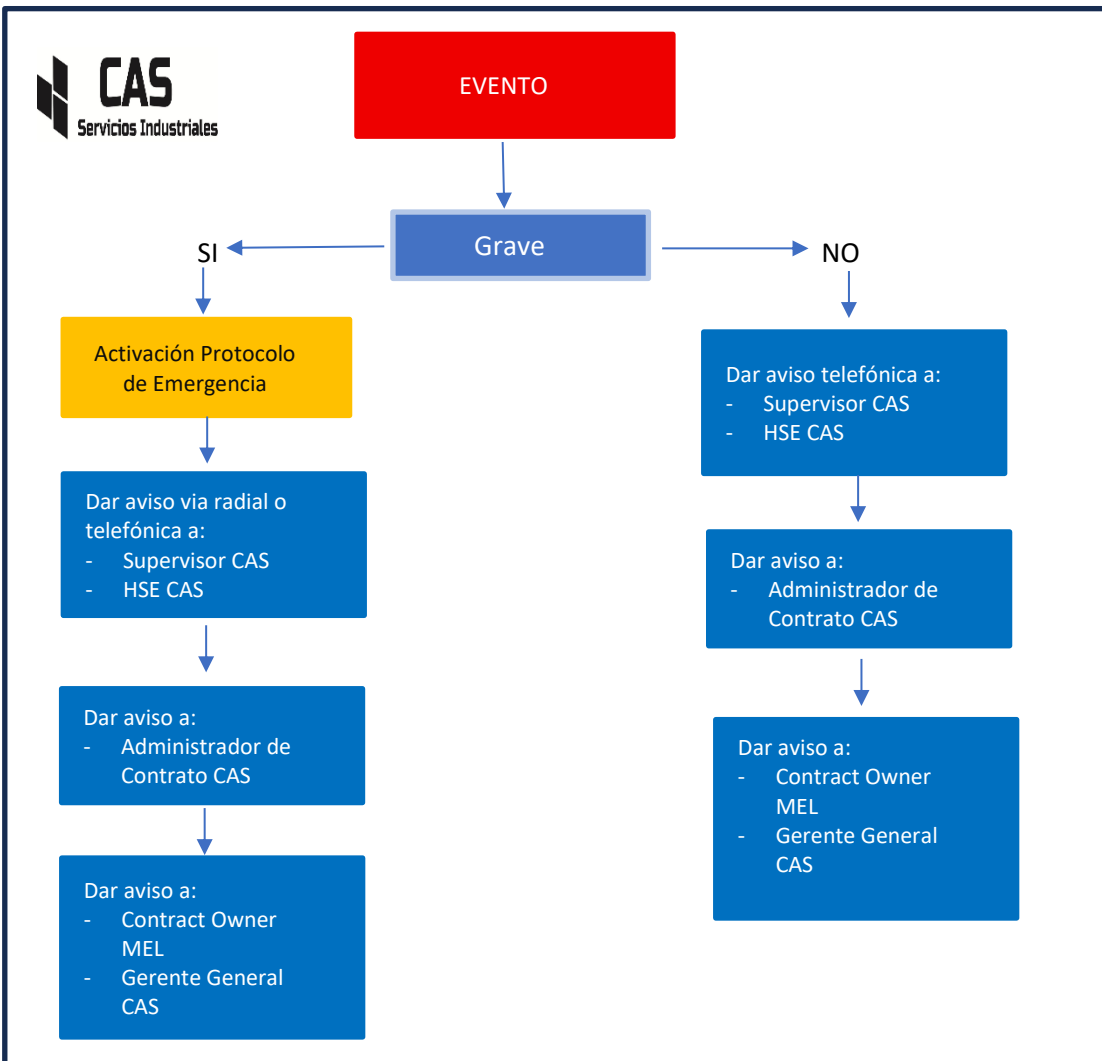 CAS
Servicios Industriales
EVENTO
Grave
SI
NO
Activación Protocolo
de Emergencia
Dar aviso via radial o
telefónica a:
- Supervisor CAS
- HSE CAS
Dar aviso a:
- Administrador de
Contrato CAS
Dar aviso a:
- Contract Owner
MEL
- Gerente General
CAS
Dar aviso telefónica a:
- Supervisor CAS
- HSE CAS
Dar aviso a:
- Administrador de
Contrato CAS
Dar aviso a:
- Contract Owner
MEL
- Gerente General
CAS